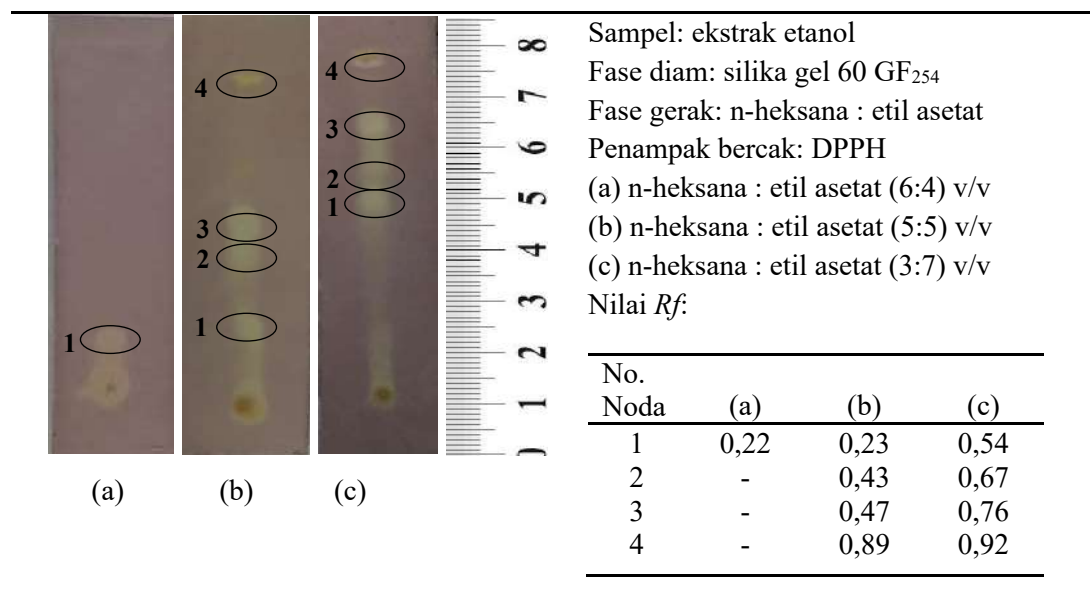 4
3
2
1
4
3
2
1
1
8
7
6
5
4
3
2
1
0
(a)
(b)
(c)
Sampel: ekstrak etanol
Fase diam: silika gel 60 GF₂₅₄
Fase gerak: n-heksana : etil asetat
Penampak bercak: DPPH
(a) n-heksana : etil asetat (6:4) v/v
(b) n-heksana : etil asetat (5:5) v/v
(c) n-heksana : etil asetat (3:7) v/v
Nilai Rf:
No.
Noda (a) (b) (c)
1 0,22 0,23 0,54
2 - 0,43 0,67
3 - 0,47 0,76
4 - 0,89 0,92